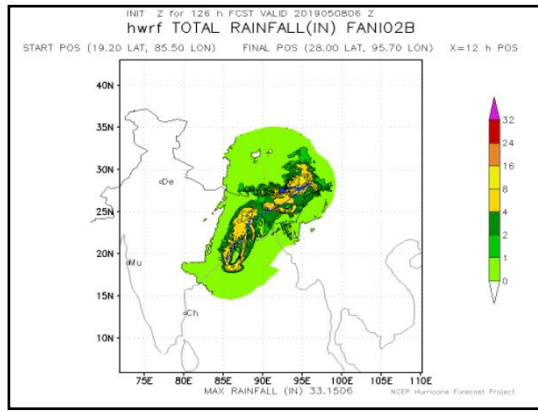 INIT Z for 126 h FCST VALID 2019050806 Z
hwrf TOTAL RAINFALL(IN) FANI02B
START POS (19.20 LAT, 85.50 LON) FINAL POS (28.00 LAT, 95.70 LON) X=12 h POS
40N
35N
30N
25N
20N
15N
10N
De
Mu
Ch
32
24
16
8
4
2
1
0
75E 80E 85E 90E 95E 100E 105E 110E
MAX RAINFALL (IN) 33.1506
NCEP Hurricane Forecast Project